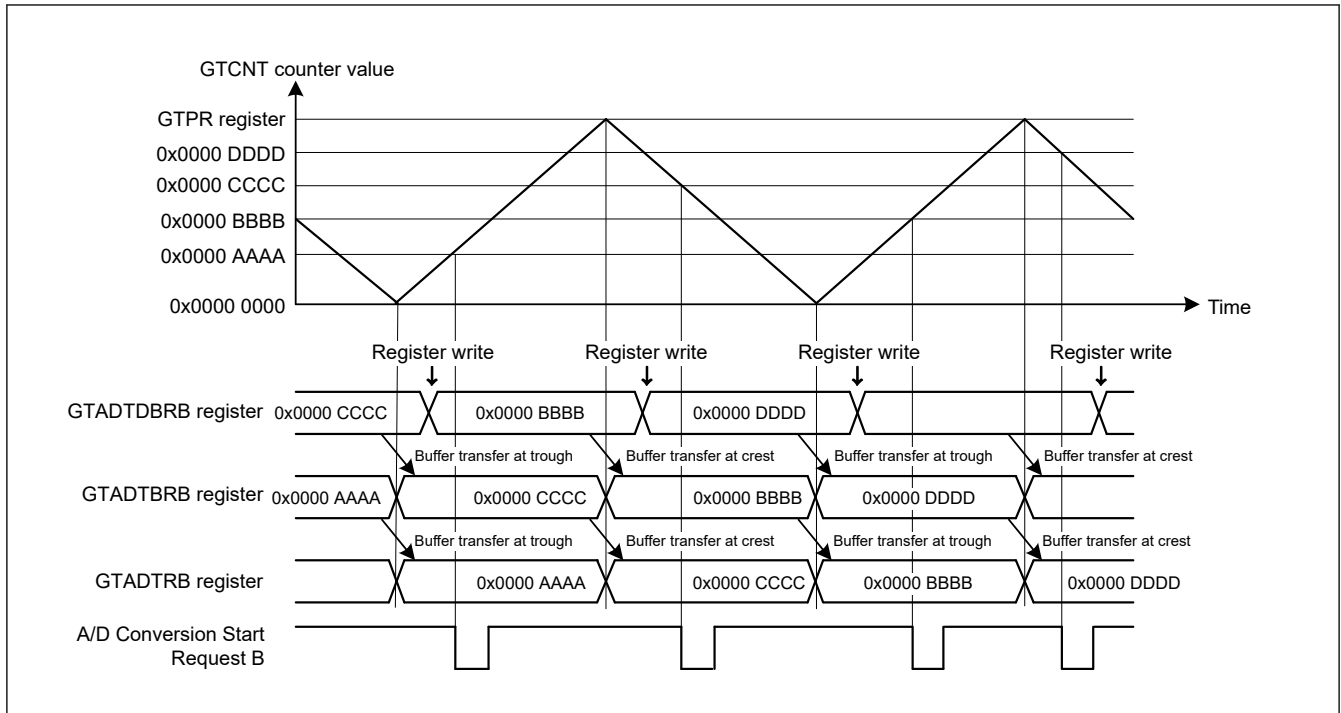 GTCNT counter value
GTPR register
0x0000 DDDD
0x0000 CCCC
0x0000 BBBB
0x0000 AAAA
0x0000 0000
Time
Register write Register write Register write Register write
GTADTDBRB register 0x0000 CCCC 0x0000 BBBB 0x0000 DDDD
Buffer transfer at trough Buffer transfer at crest Buffer transfer at trough Buffer transfer at crest
GTADTBRB register 0x0000 AAAA 0x0000 CCCC 0x0000 BBBB 0x0000 DDDD
Buffer transfer at trough Buffer transfer at crest Buffer transfer at trough Buffer transfer at crest
GTADTRB register 0x0000 AAAA 0x0000 CCCC 0x0000 BBBB 0x0000 DDDD
A/D Conversion Start
Request B